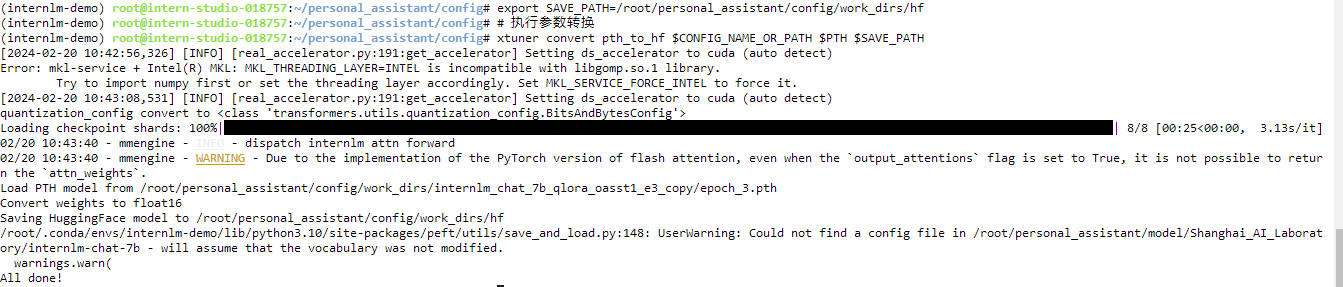 (internlm-demo) root@intern-studio-018757:~/personal_assistant/config# export SAVE_PATH=/root/personal_assistant/config/work_dirs/hf
(internlm-demo) root@intern-studio-018757:~/personal_assistant/config# # 执行参数转换
(internlm-demo) root@intern-studio-018757:~/personal_assistant/config# xtuner convert pth_to_hf $CONFIG_NAME_OR_PATH $PTH $SAVE_PATH
[2024-02-20 10:42:56,326] [INFO] [real_accelerator.py:191:get_accelerator] Setting ds_accelerator to cuda (auto detect)
Error: mkl-service + Intel(R) MKL: MKL_THREADING_LAYER=INTEL is incompatible with libgomp.so.1 library.
Try to import numpy first or set the threading layer accordingly. Set MKL_SERVICE_FORCE_INTEL to force it.
[2024-02-20 10:43:08,531] [INFO] [real_accelerator.py:191:get_accelerator] Setting ds_accelerator to cuda (auto detect)
quantization_config convert to <class 'transformers.utils.quantization_config.BitsAndBytesConfig'>
Loading checkpoint shards: 100%| | 8/8 [00:25<00:00, 3.13s/it]
02/20 10:43:40 - mmengine - INFO - dispatch internlm attn forward
02/20 10:43:40 - mmengine - WARNING - Due to the implementation of the PyTorch version of flash attention, even when the `output_attentions` flag is set to True, it is not possible to retur
n the `attn_weights`.
Load PTH model from /root/personal_assistant/config/work_dirs/internlm_chat_7b_qlora_oasst1_e3_copy/epoch_3.pth
Convert weights to float16
Saving HuggingFace model to /root/personal_assistant/config/work_dirs/hf
/root/.conda/envs/internlm-demo/lib/python3.10/site-packages/peft/utils/save_and_load.py:148: UserWarning: Could not find a config file in /root/personal_assistant/model/Shanghai_AI_Laborat
ory/internlm-chat-7b - will assume that the vocabulary was not modified.
warnings.warn(
All done!